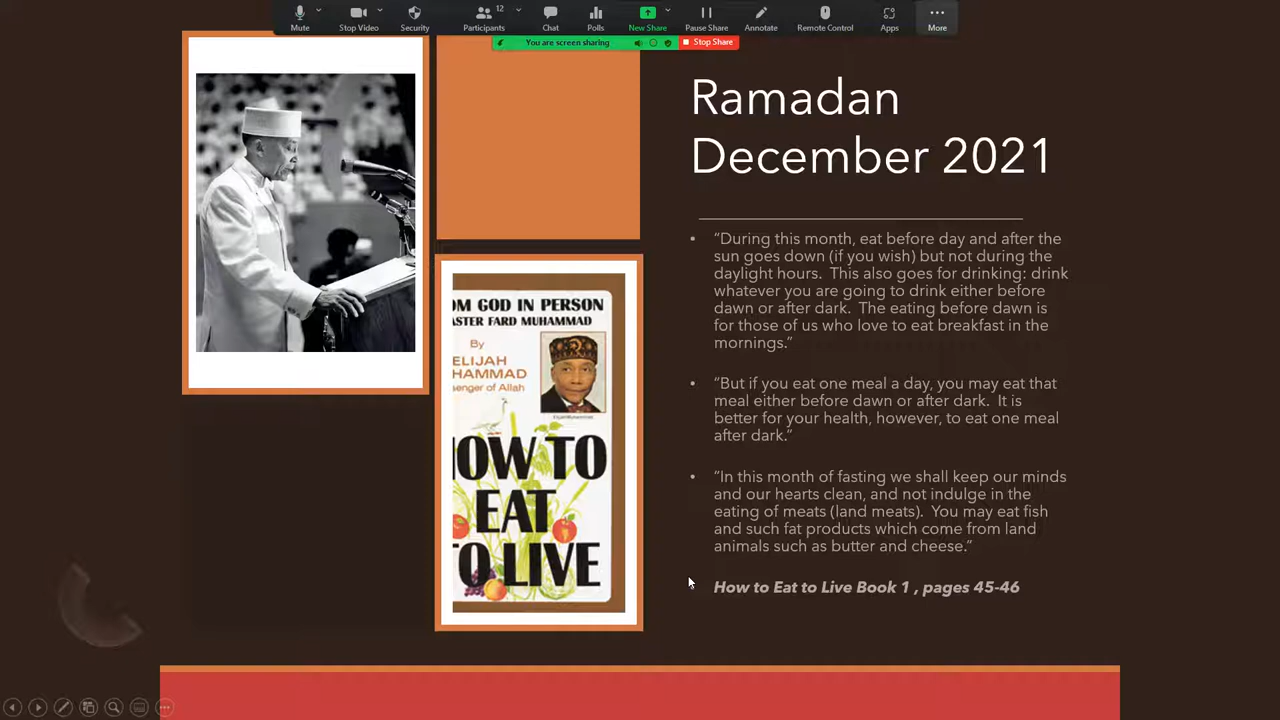 12
Mute
Stop Video
Security
Participants
Chat
Polls
New Share
Pause Share
Annotate
Remote Control
Apps
More
You are screen sharing
Stop Share
Ramadan
December 2021
"During this month, eat before day and after the
sun goes down (if you wish) but not during the
daylight hours. This also goes for drinking: drink
whatever you are going to drink either before
dawn or after dark. The eating before dawn is
for those of us who love to eat breakfast in the
mornings."
"But if you eat one meal a day, you may eat that
meal either before dawn or after dark. It is
better for your health, however, to eat one meal
after dark."
"In this month of fasting we shall keep our minds
and our hearts clean, and not indulge in the
eating of meats (land meats). You may eat fish
and such fat products which come from land
animals such as butter and cheese."
How to Eat to Live Book 1 , pages 45-46
OM GOD IN PERSON
ASTER FARD MUHAMMAD
By
ELIJAH
HAMMAD
senger of Allah
HOW TO
EAT
TO LIVE